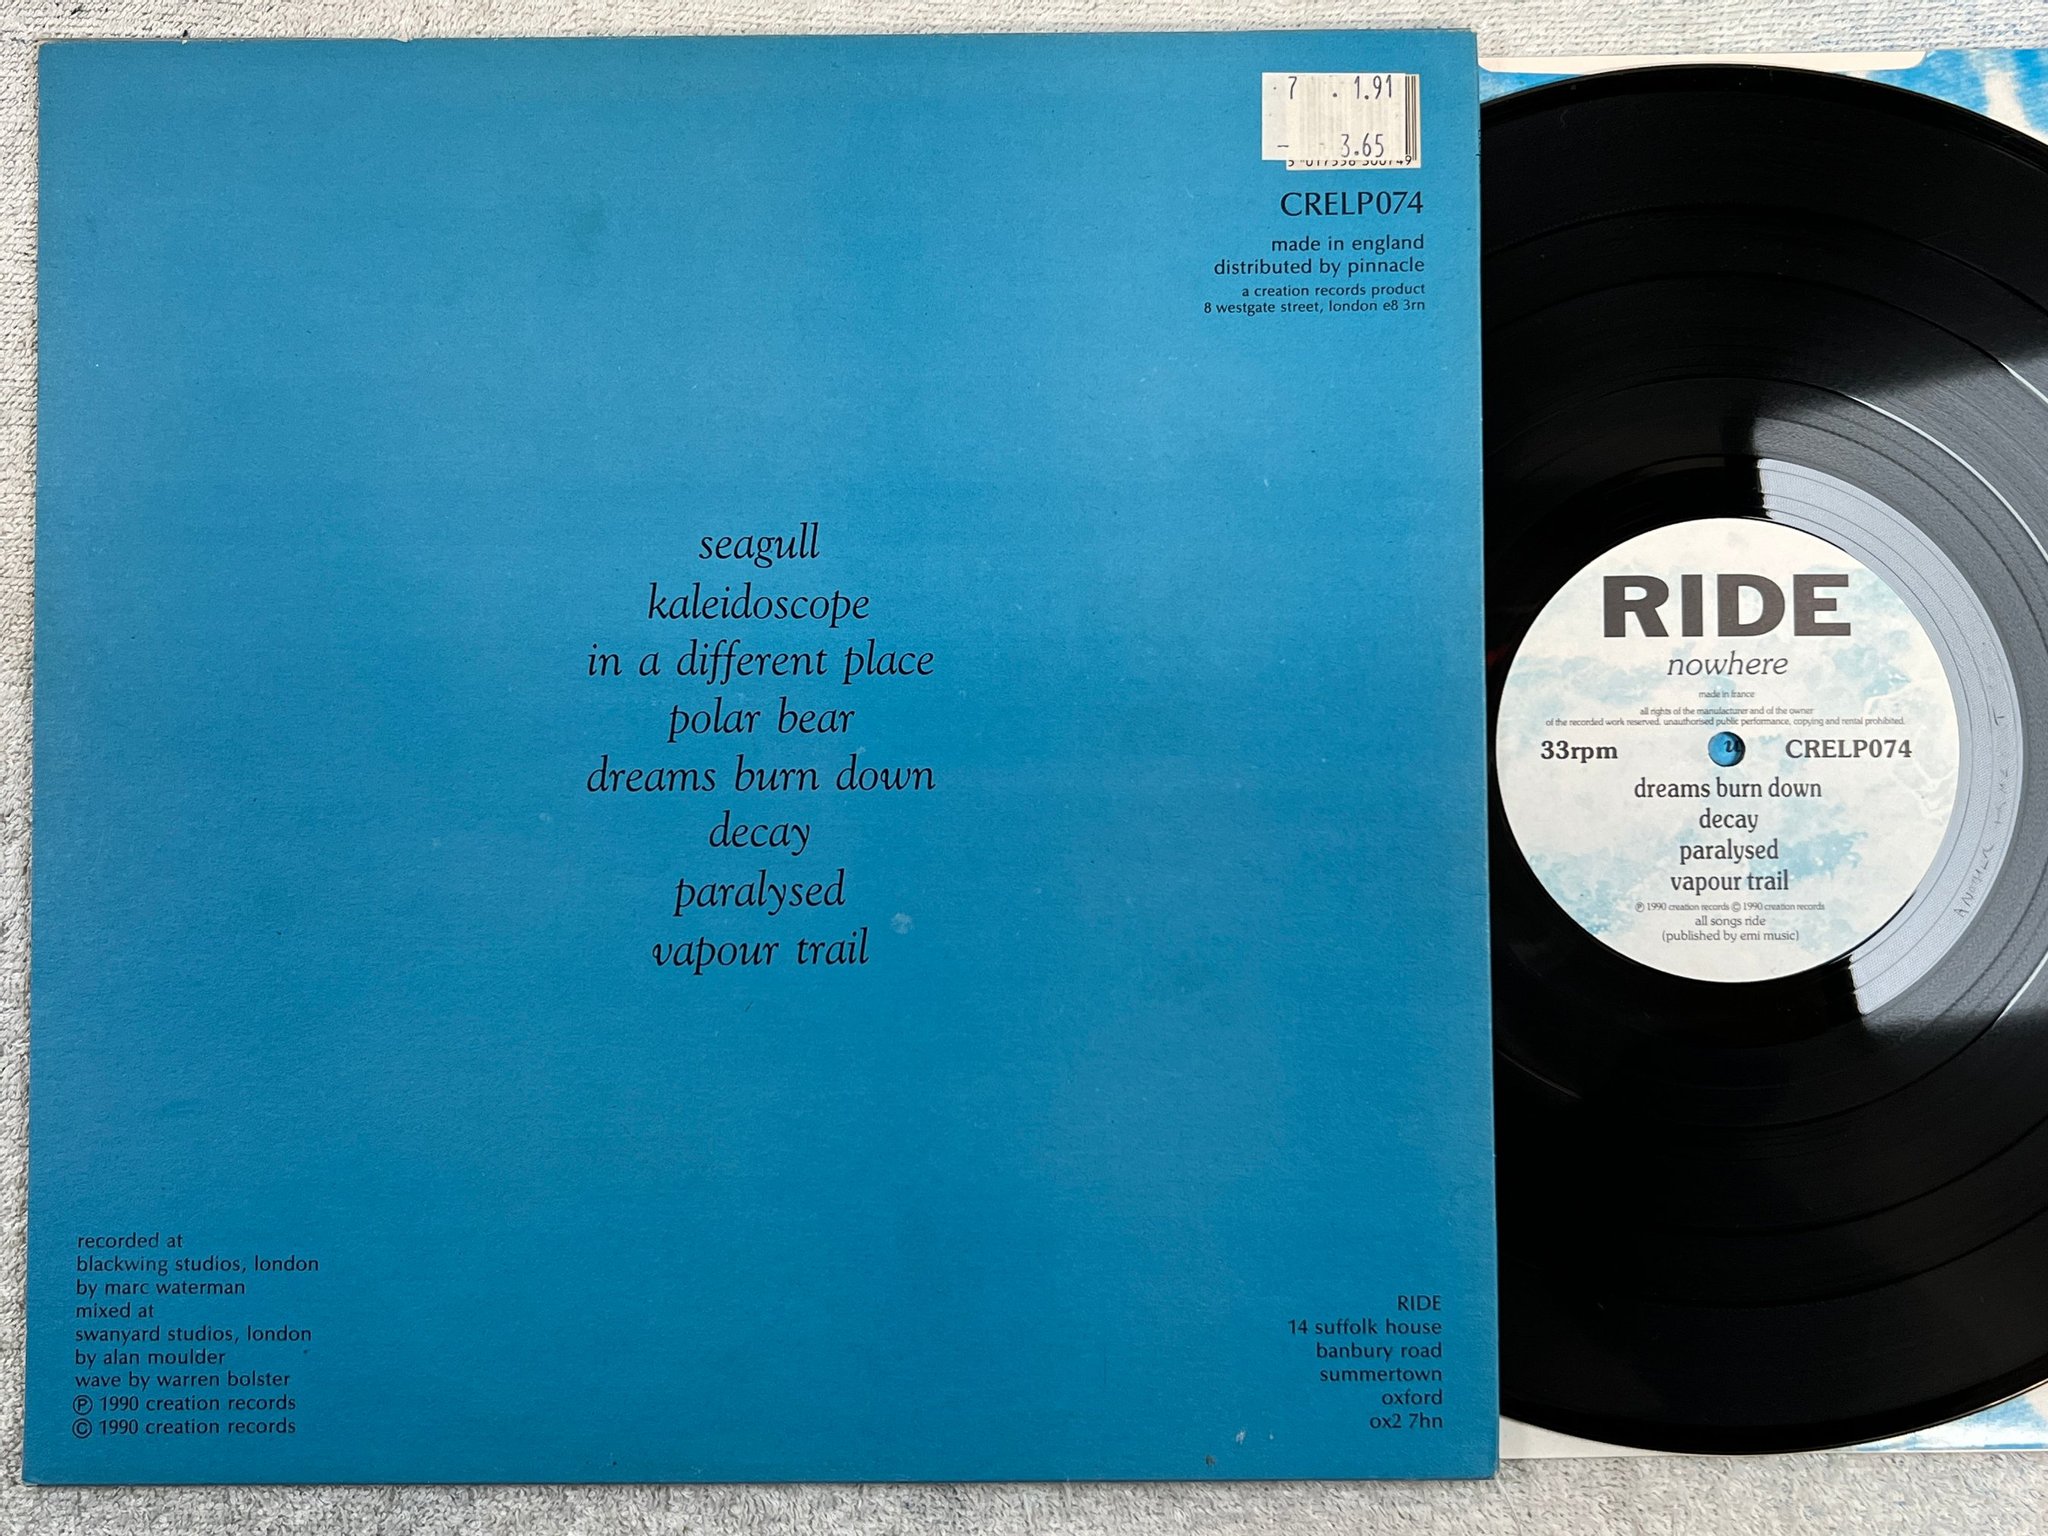 7 . 1.91
- 3.65
CRELP074
made in england
distributed by pinnacle
a creation records product
8 westgate street, london e8 3rn
seagull
kaleidoscope
in a different place
polar bear
dreams burn down
decay
paralysed
vapour trail
recorded at
blackwing studios, london
by marc waterman
mixed at
swanyard studios, london
by alan moulder
wave by warren bolster
Ⓟ 1990 creation records
© 1990 creation records
RIDE
14 suffolk house
banbury road
summertown
oxford
ox2 7hn
RIDE
nowhere
made in france
all rights of the manufacturer and of the owner
of the recorded work reserved. unauthorised public performance, copying and rental prohibited.
33rpm CRELP074
dreams burn down
decay
paralysed
vapour trail
Ⓟ 1990 creation records © 1990 creation records
all songs ride
(published by emi music)